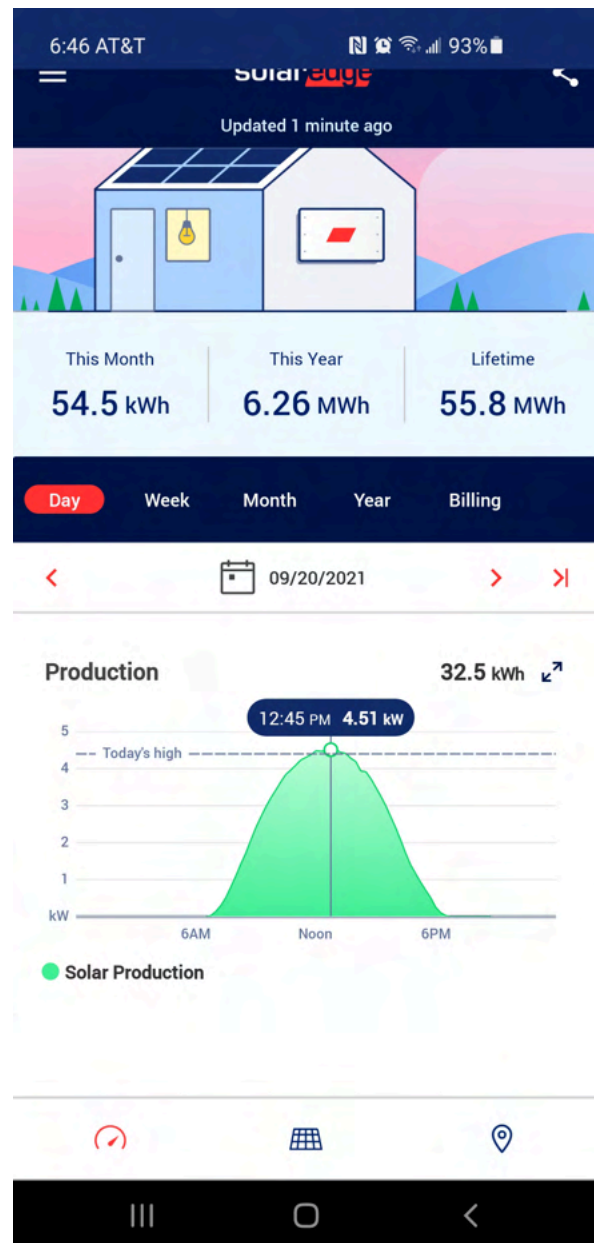 6:46 AT&T 93%
solaredge
Updated 1 minute ago
This Month This Year Lifetime
54.5 kWh 6.26 MWh 55.8 MWh
Day Week Month Year Billing
09/20/2021
Production 32.5 kWh
12:45 PM 4.51 kW
5
Today's high
4
3
2
1
kW
6AM Noon 6PM
Solar Production